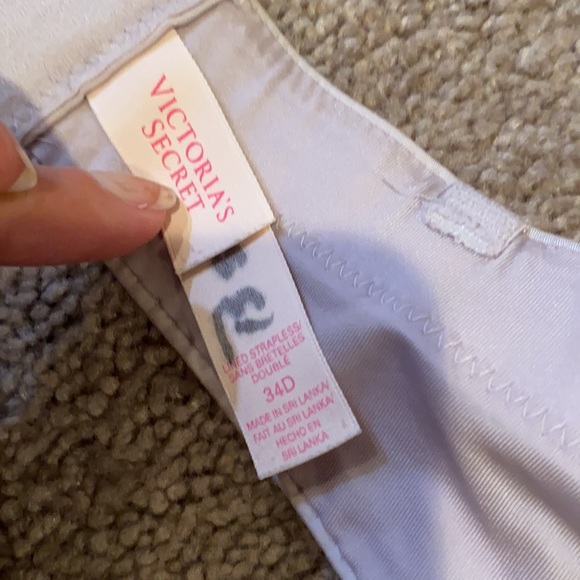 VICTORIA'S
SECRET
LINED STRAPLESS/
SANS BRETELLES
DOUBLE
34D
MADE IN SRI LANKA/
FAIT AU SRI LANKA/
HECHO EN
SRI LANKA